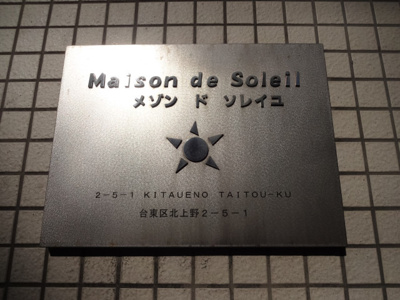 Maison de Soleil
メゾン ド ソレイユ
2-5-1 KITAUENO TAITOU-KU
台東区北上野2-5-1